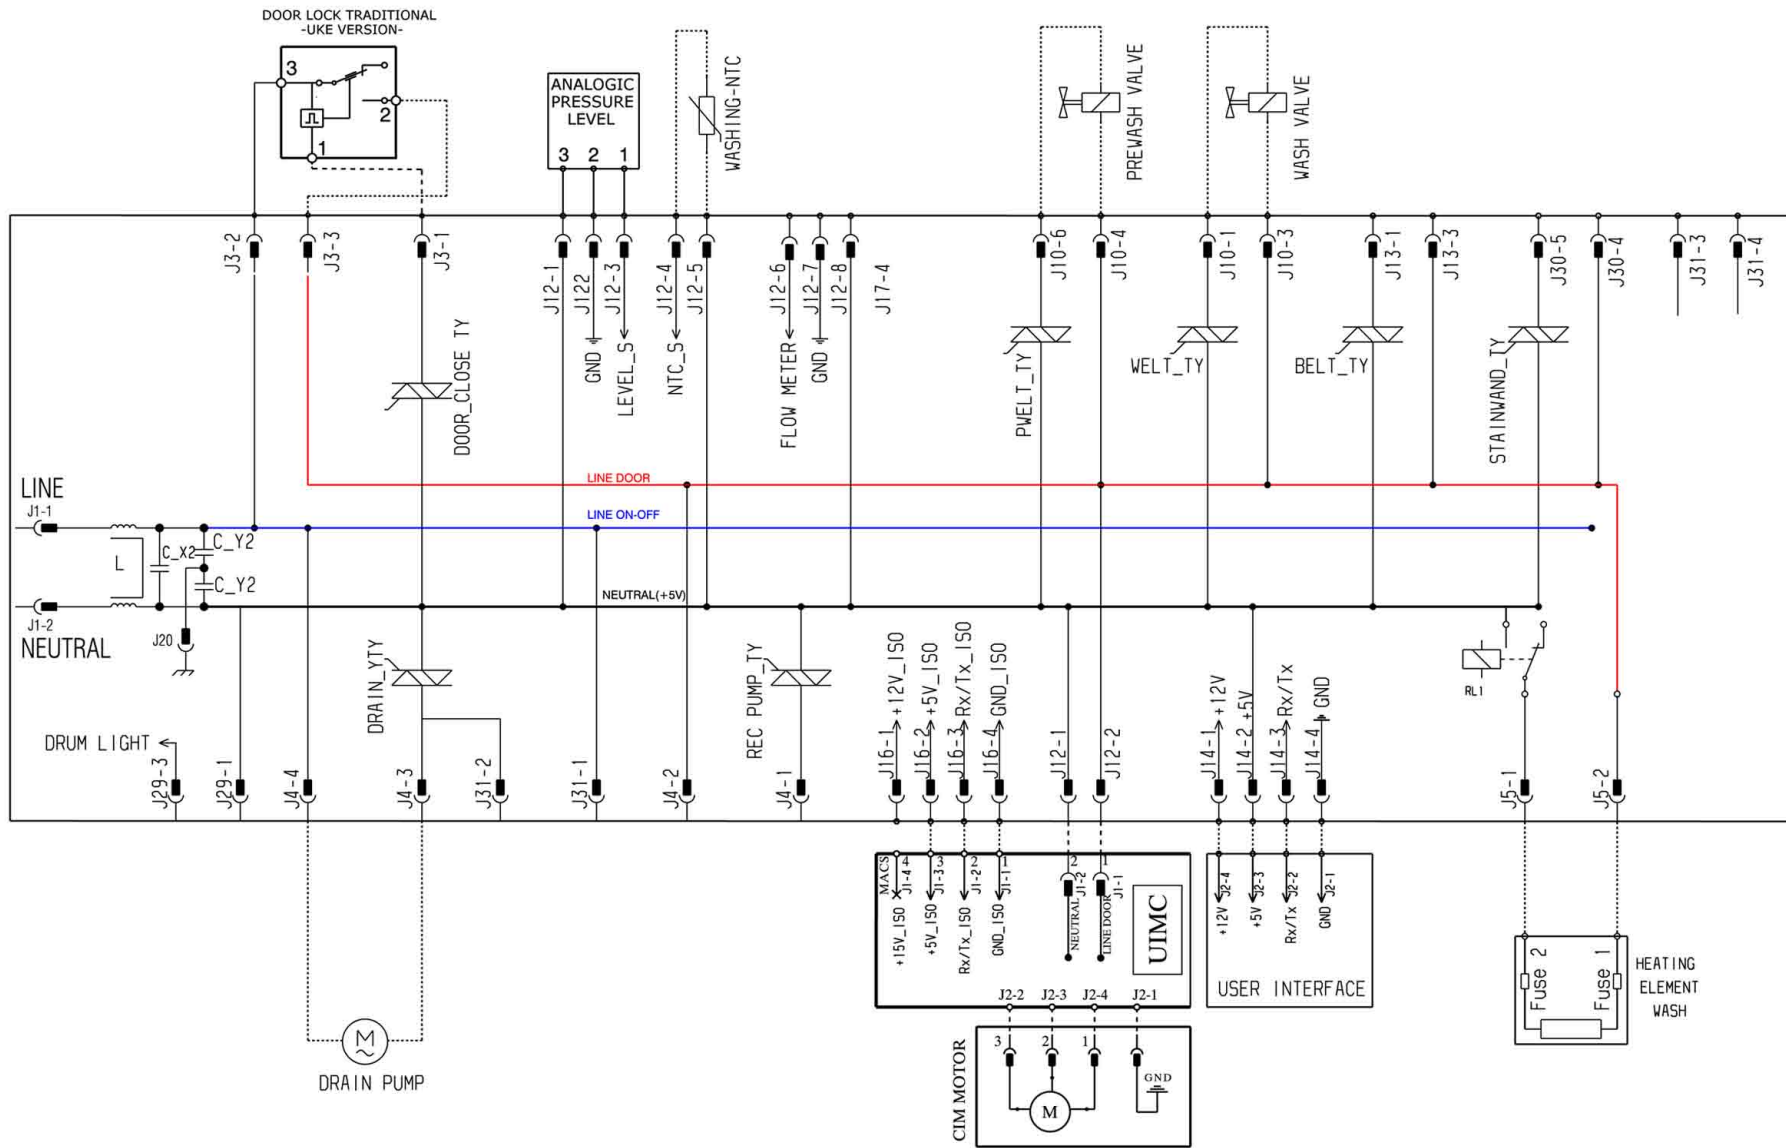 DOOR LOCK TRADITIONAL
-UKE VERSION-
3
2
1
ANALOGIC
PRESSURE
LEVEL
3 2 1
WASHING-NTC
PREWASH VALVE
WASH VALVE
J3-2
J3-3
J3-1
J12-1
J122
J12-3
J12-4
J12-5
J12-6
J12-7
J12-8
J17-4
J10-6
J10-4
J10-1
J10-3
J13-1
J13-3
J30-5
J30-4
J31-3
J31-4
DOOR_CLOSE TY
GND
LEVEL_S
NTC_S
FLOW METER
GND
PWELT_TY
WELT_TY
BELT_TY
STAINWAND_TY
LINE DOOR
LINE
J1-1
LINE ON-OFF
L
C_X2
C_Y2
C_Y2
NEUTRAL(+5V)
J1-2
NEUTRAL
J20
DRAIN_YTY
REC PUMP_TY
+12V_ISO
+5V_ISO
Rx/Tx_ISO
GND_ISO
+12V
+5V
Rx/Tx
GND
RL1
DRUM LIGHT
J29-3
J29-1
J4-4
J4-3
J31-2
J31-1
J4-2
J4-1
J16-1
J16-2
J16-3
J16-4
J12-1
J12-2
J14-1
J14-2
J14-3
J14-4
J5-1
J5-2
MACS
4 3 2 1 2 1
J1-4
J1-3
J1-2
J1-1
J1-2
J1-1
+15V_ISO
+5V_ISO
Rx/Tx_ISO
GND_ISO
NEUTRAL
LINE DOOR
UIMC
J2-4
J2-3
J2-2
J2-1
+12V
+5V
Rx/Tx
GND
USER INTERFACE
Fuse 2
Fuse 1
HEATING
ELEMENT
WASH
J2-2 J2-3 J2-4 J2-1
CIM MOTOR
3 2 1
GND
M
M
DRAIN PUMP